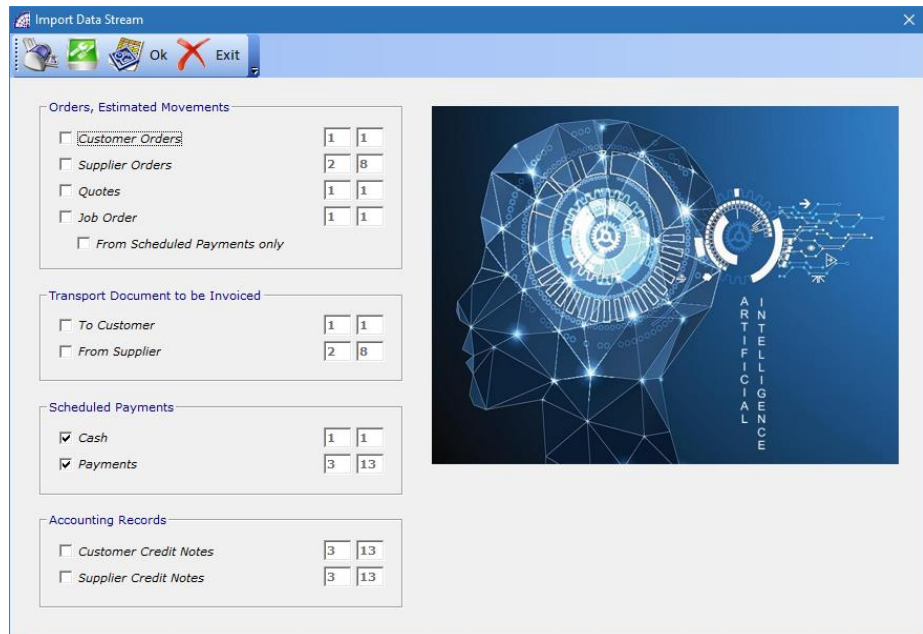 Import Data Stream
Ok Exit
Orders, Estimated Movements
Customer Orders 1 1
Supplier Orders 2 8
Quotes 1 1
Job Order 1 1
From Scheduled Payments only
Transport Document to be Invoiced
To Customer 1 1
From Supplier 2 8
Scheduled Payments
Cash 1 1
Payments 3 13
Accounting Records
Customer Credit Notes 3 13
Supplier Credit Notes 3 13
ARTIFICIAL
INTELLIGENCE